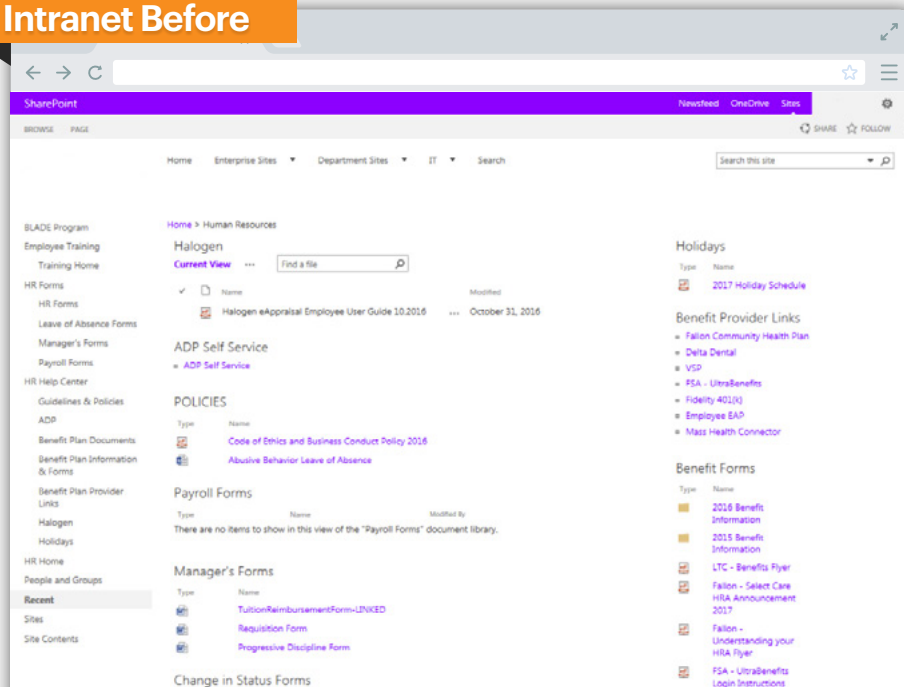 Intranet Before
SharePoint
Newsfeed OneDrive Sites
BROWSE PAGE
SHARE FOLLOW
Home Enterprise Sites Department Sites IT Search
Search this site
BLADE Program
Employee Training
Training Home
HR Forms
HR Forms
Leave of Absence Forms
Manager's Forms
Payroll Forms
HR Help Center
Guidelines & Policies
ADP
Benefit Plan Documents
Benefit Plan Information
& Forms
Benefit Plan Provider
Links
Halogen
Holidays
HR Home
People and Groups
Recent
Sites
Site Contents
Home > Human Resources
Halogen
Current View ... Find a file
Name Modified
Halogen eAppraisal Employee User Guide 10.2016 ... October 31, 2016
ADP Self Service
ADP Self Service
POLICIES
Type Name
Code of Ethics and Business Conduct Policy 2016
Abusive Behavior Leave of Absence
Payroll Forms
Type Name Modified By
There are no items to show in this view of the "Payroll Forms" document library.
Manager's Forms
Type Name
TuitionReimbursementForm-LINKED
Requisition Form
Progressive Discipline Form
Change in Status Forms
Holidays
Type Name
2017 Holiday Schedule
Benefit Provider Links
Fallon Community Health Plan
Delta Dental
VSP
FSA - UltraBenefits
Fidelity 401(k)
Employee EAP
Mass Health Connector
Benefit Forms
Type Name
2016 Benefit
Information
2015 Benefit
Information
LTC - Benefits Flyer
Fallon - Select Care
HRA Announcement
2017
Fallon -
Understanding your
HRA Flyer
FSA - UltraBenefits
Login Instructions